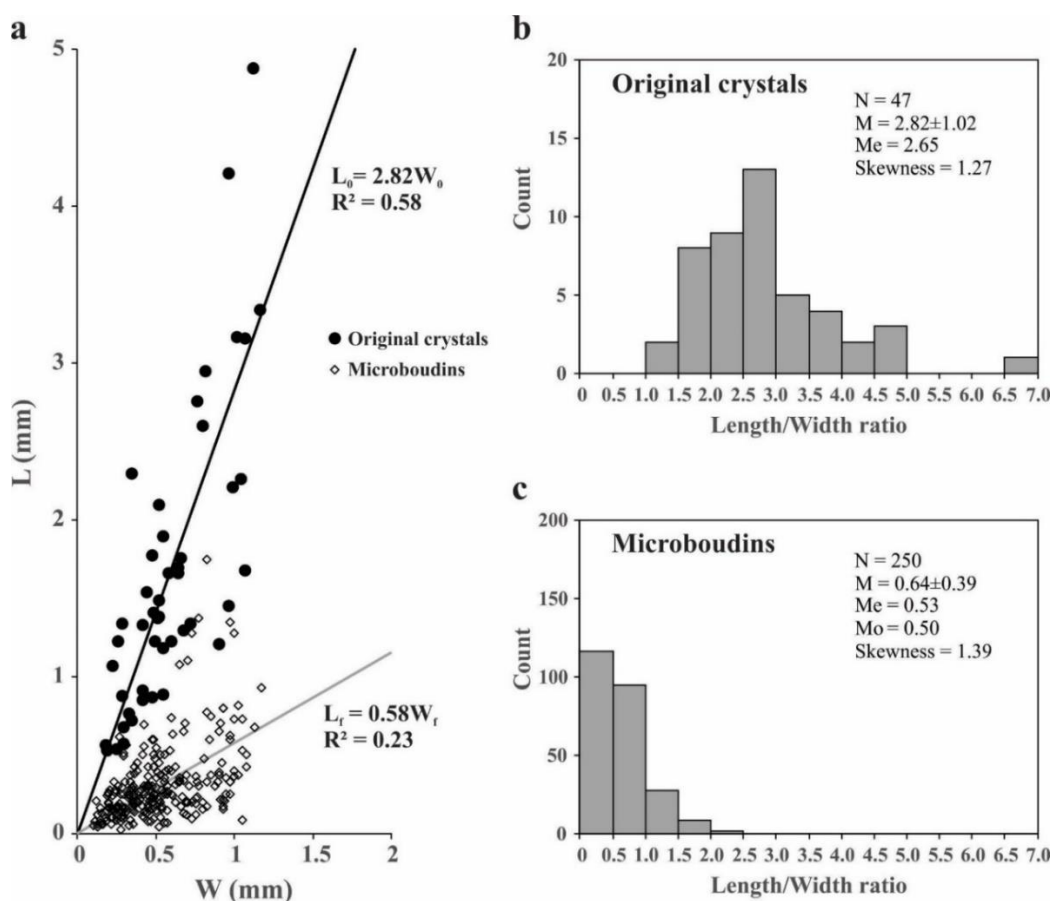 a
5
4
3
2
1
0
L (mm)
L₀= 2.82W₀
R² = 0.58
Original crystals
Microboudins
L_f = 0.58W_f
R² = 0.23
0 0.5 1 1.5 2
W (mm)
b
20
15
10
5
0
Count
Original crystals
N = 47
M = 2.82±1.02
Me = 2.65
Skewness = 1.27
0 0.5 1.0 1.5 2.0 2.5 3.0 3.5 4.0 4.5 5.0 5.5 6.0 6.5 7.0
Length/Width ratio
c
200
150
100
50
0
Count
Microboudins
N = 250
M = 0.64±0.39
Me = 0.53
Mo = 0.50
Skewness = 1.39
0 0.5 1.0 1.5 2.0 2.5 3.0 3.5 4.0 4.5 5.0 5.5 6.0 6.5 7.0
Length/Width ratio